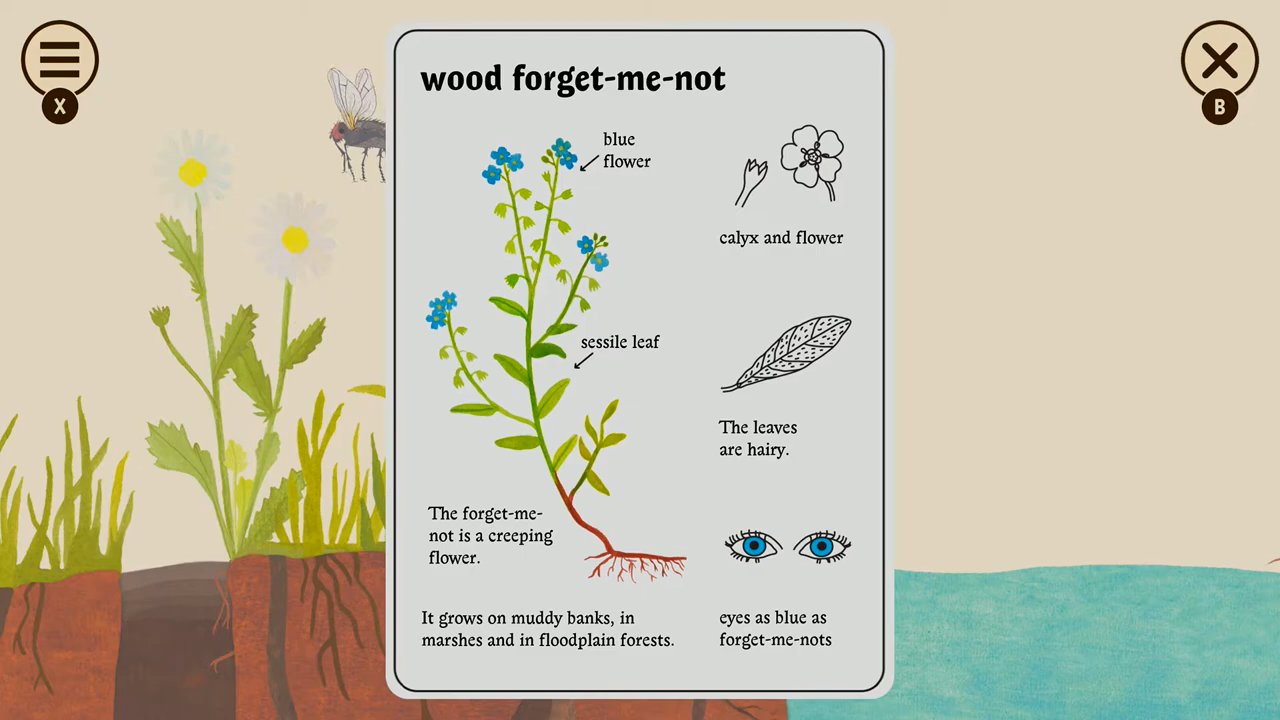 wood forget-me-not
X
B
blue
flower
calyx and flower
sessile leaf
The leaves
are hairy.
The forget-me-
not is a creeping
flower.
It grows on muddy banks, in
marshes and in floodplain forests.
eyes as blue as
forget-me-nots